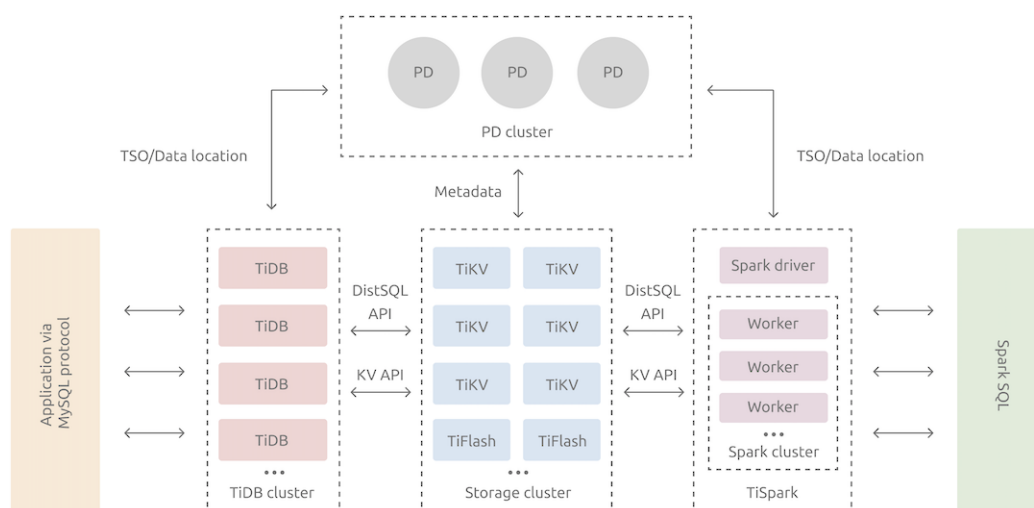 PD PD PD
PD cluster
TSO/Data location
TSO/Data location
Metadata
Application via
MySQL protocol
TiDB
TiDB
TiDB
TiDB
•••
TiDB cluster
DistSQL
API
KV API
TiKV TiKV
TiKV TiKV
TiKV TiKV
TiFlash TiFlash
•••
Storage cluster
DistSQL
API
KV API
Spark driver
Worker
Worker
Worker
•••
Spark cluster
TiSpark
Spark SQL